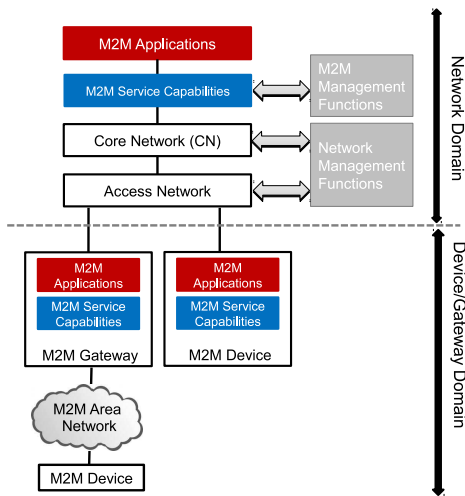 M2M Applications
M2M Service Capabilities
M2M
Management
Functions
Core Network (CN)
Network
Management
Functions
Access Network
Network Domain
M2M
Applications
M2M Service
Capabilities
M2M Gateway
M2M
Applications
M2M Service
Capabilities
M2M Device
M2M Area
Network
M2M Device
Device/Gateway Domain